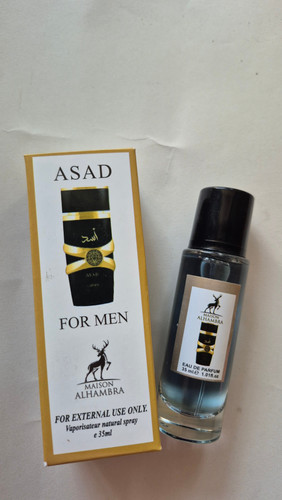 ASAD
أسد
ASAD
FOR MEN
MAISON
ALHAMBRA
FOR EXTERNAL USE ONLY.
Vaporisateur natural spray
e 35ml
MAISON
ALHAMBRA
EAU DE PARFUM